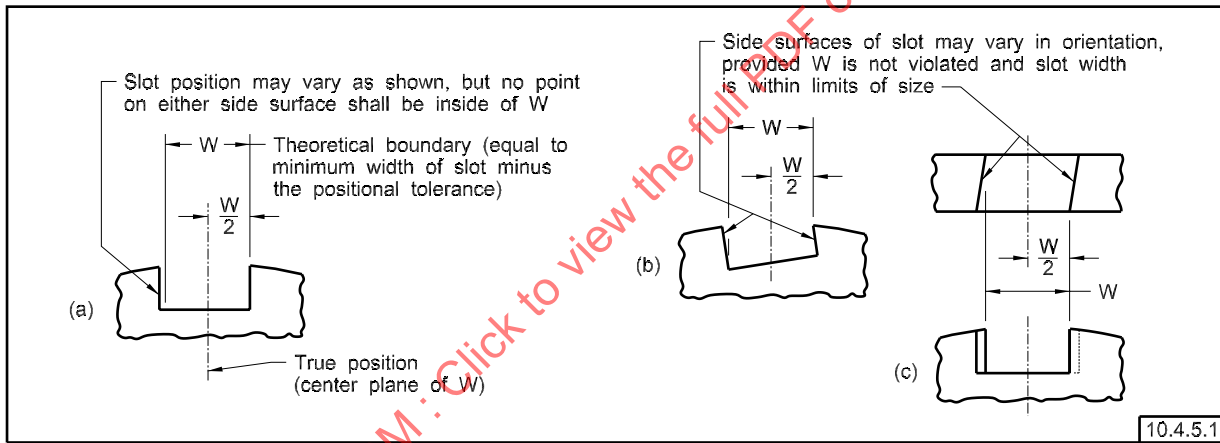 Slot position may vary as shown, but no point
on either side surface shall be inside of W
W
Theoretical boundary (equal to
minimum width of slot minus
the positional tolerance)
W
2
(a)
True position
(center plane of W)
Side surfaces of slot may vary in orientation,
provided W is not violated and slot width
is within limits of size
W
W
2
(b)
W
2
W
(c)
M : Click to view the full PDF
10.4.5.1